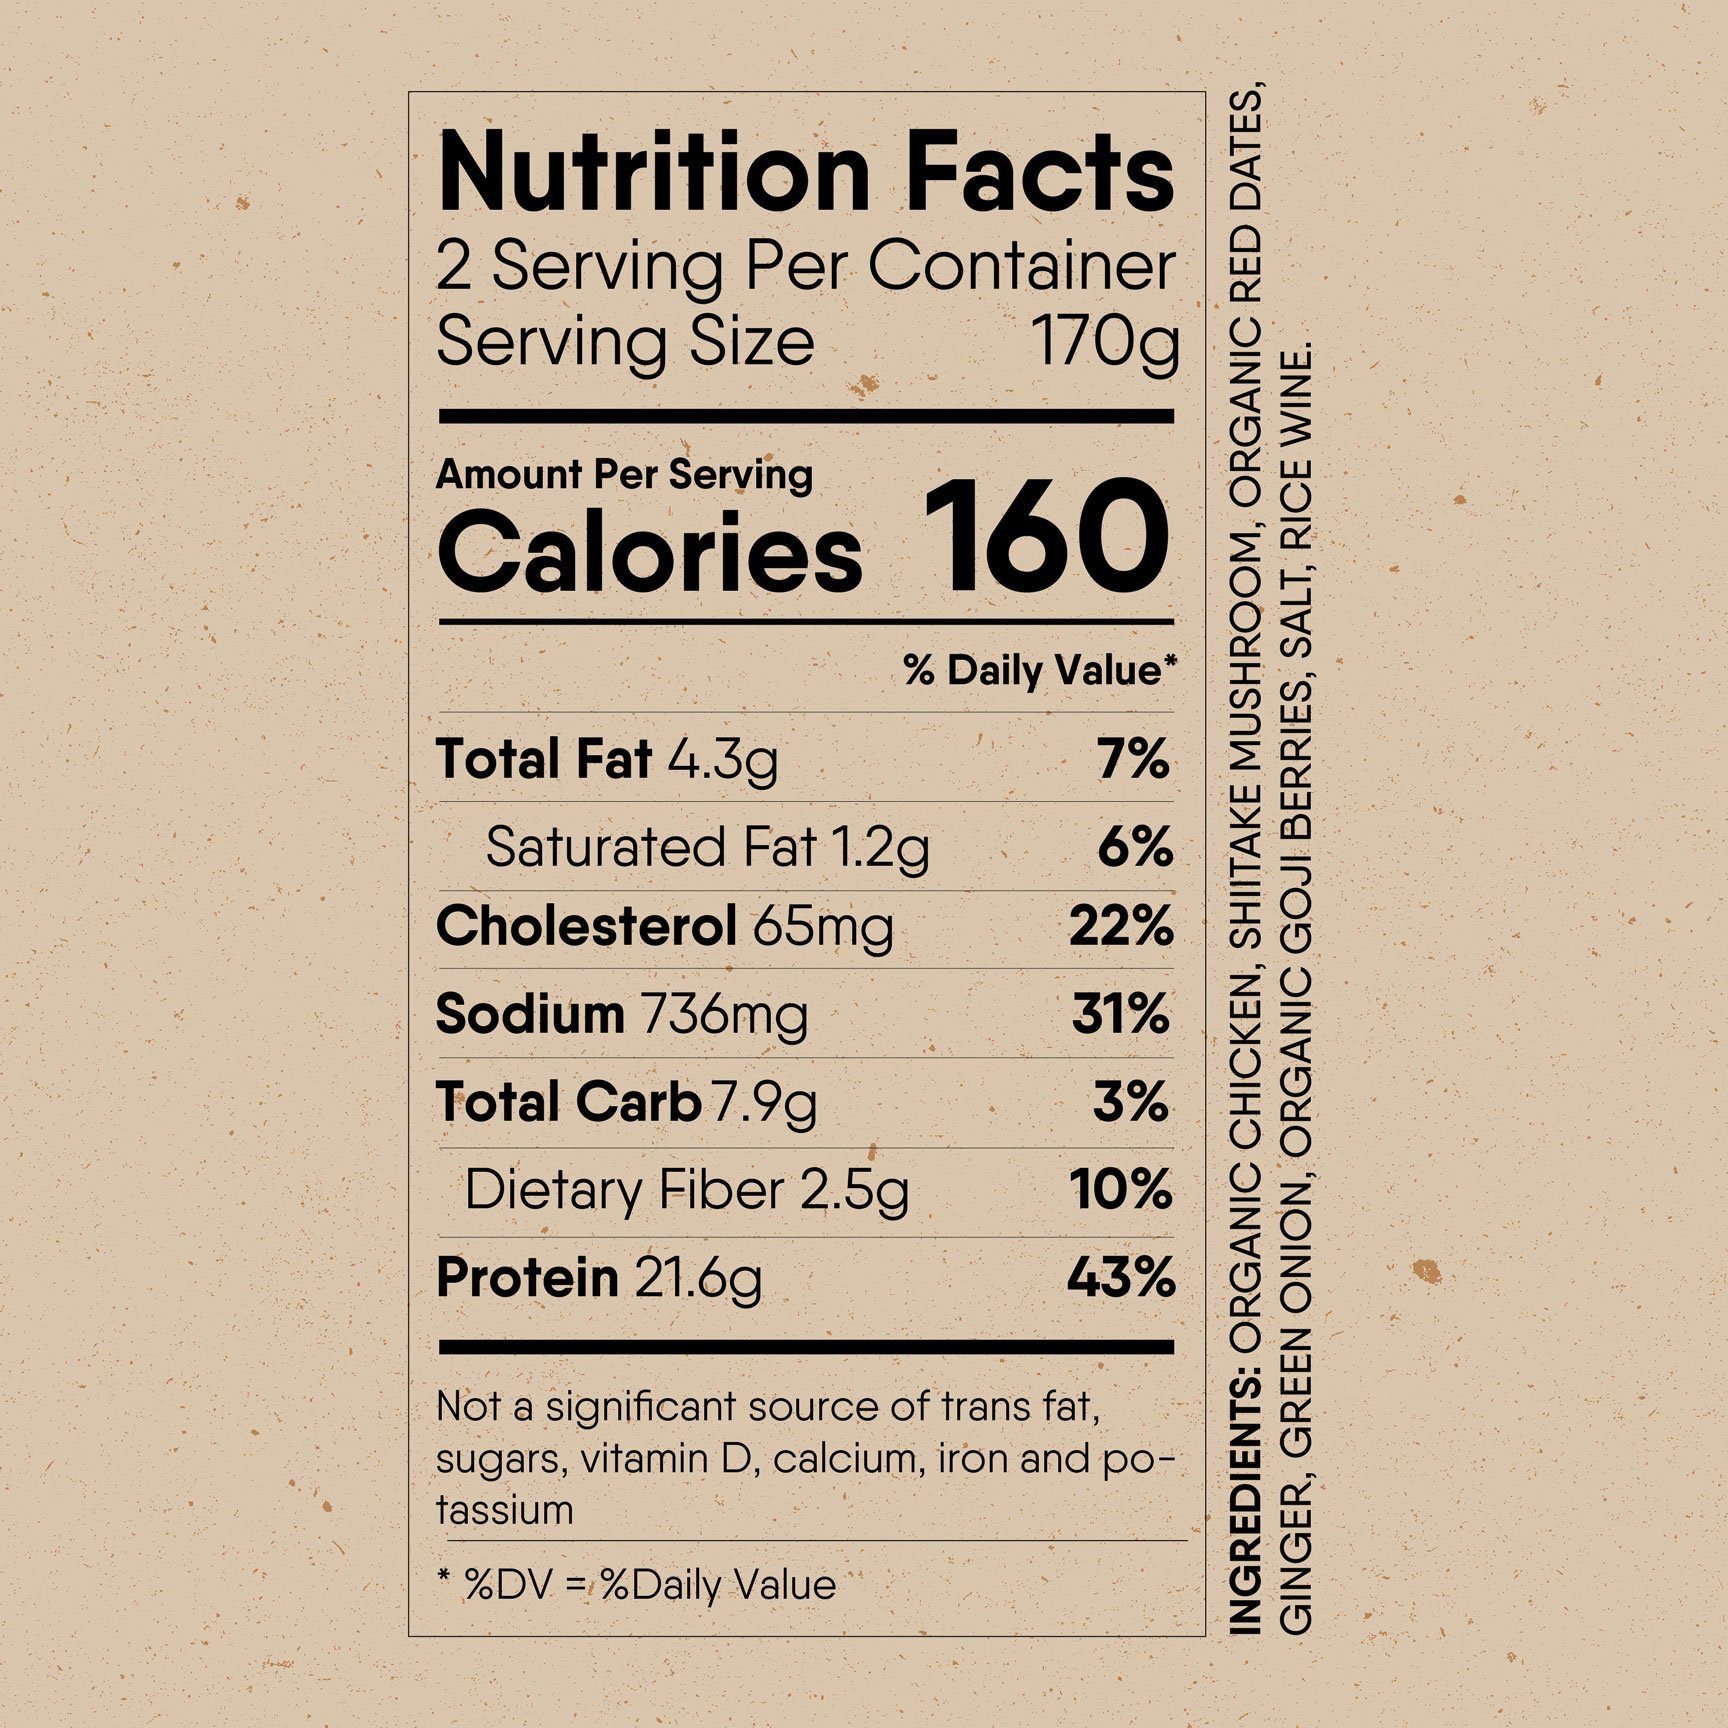 Nutrition Facts
2 Serving Per Container
Serving Size 170g
Amount Per Serving
Calories 160
% Daily Value*
Total Fat 4.3g 7%
Saturated Fat 1.2g 6%
Cholesterol 65mg 22%
Sodium 736mg 31%
Total Carb 7.9g 3%
Dietary Fiber 2.5g 10%
Protein 21.6g 43%
Not a significant source of trans fat,
sugars, vitamin D, calcium, iron and po-
tassium
* %DV = %Daily Value
INGREDIENTS: ORGANIC CHICKEN, SHIITAKE MUSHROOM, ORGANIC RED DATES,
GINGER, GREEN ONION, ORGANIC GOJI BERRIES, SALT, RICE WINE.